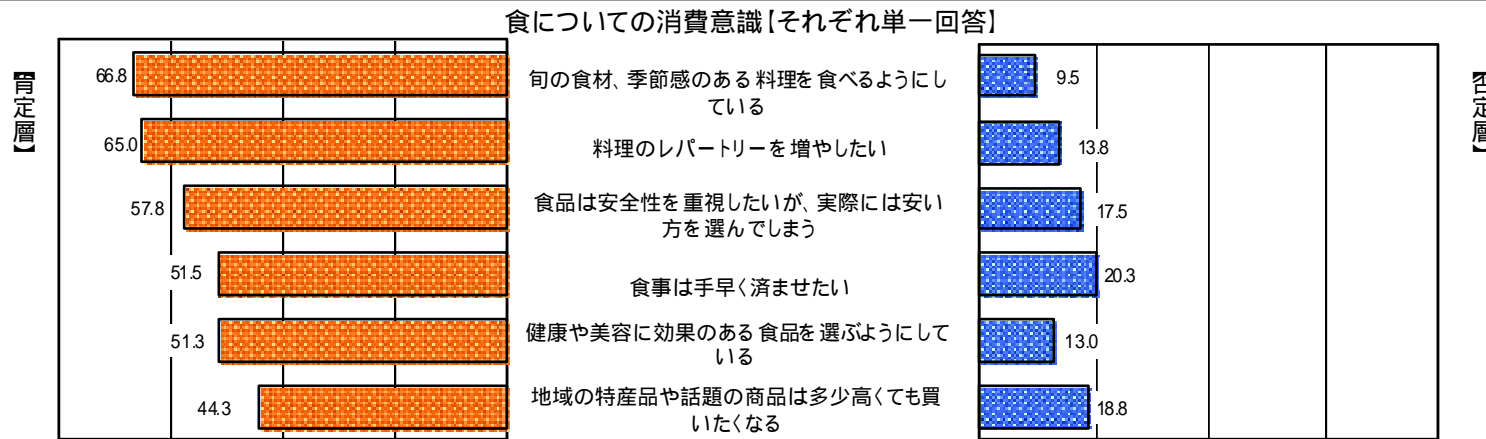 食についての消費意識【それぞれ単一回答】
【肯定層】
【否定層】
66.8
旬の食材、季節感のある料理を食べるようにし
ている
9.5
65.0
料理のレパートリーを増やしたい
13.8
57.8
食品は安全性を重視したいが、実際には安い
方を選んでしまう
17.5
51.5
食事は手早く済ませたい
20.3
51.3
健康や美容に効果のある食品を選ぶようにして
いる
13.0
44.3
地域の特産品や話題の商品は多少高くても買
いたくなる
18.8